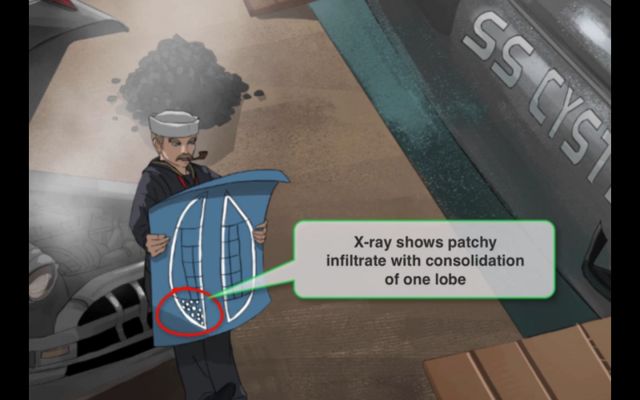 SS CYST
X-ray shows patchy
infiltrate with consolidation
of one lobe